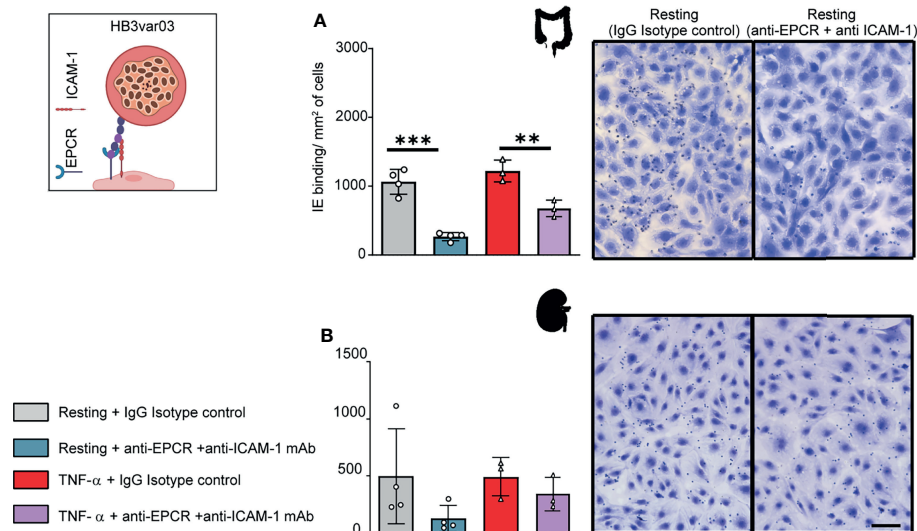 HB3var03
ICAM-1
EPCR
A
IE binding/ mm² of cells
3000
2000
1000
0
***
**
Resting
(IgG Isotype control)
Resting
(anti-EPCR + anti ICAM-1)
B
1500
1000
500
0
Resting + IgG Isotype control
Resting + anti-EPCR +anti-ICAM-1 mAb
TNF-α + IgG Isotype control
TNF- α + anti-EPCR +anti-ICAM-1 mAb